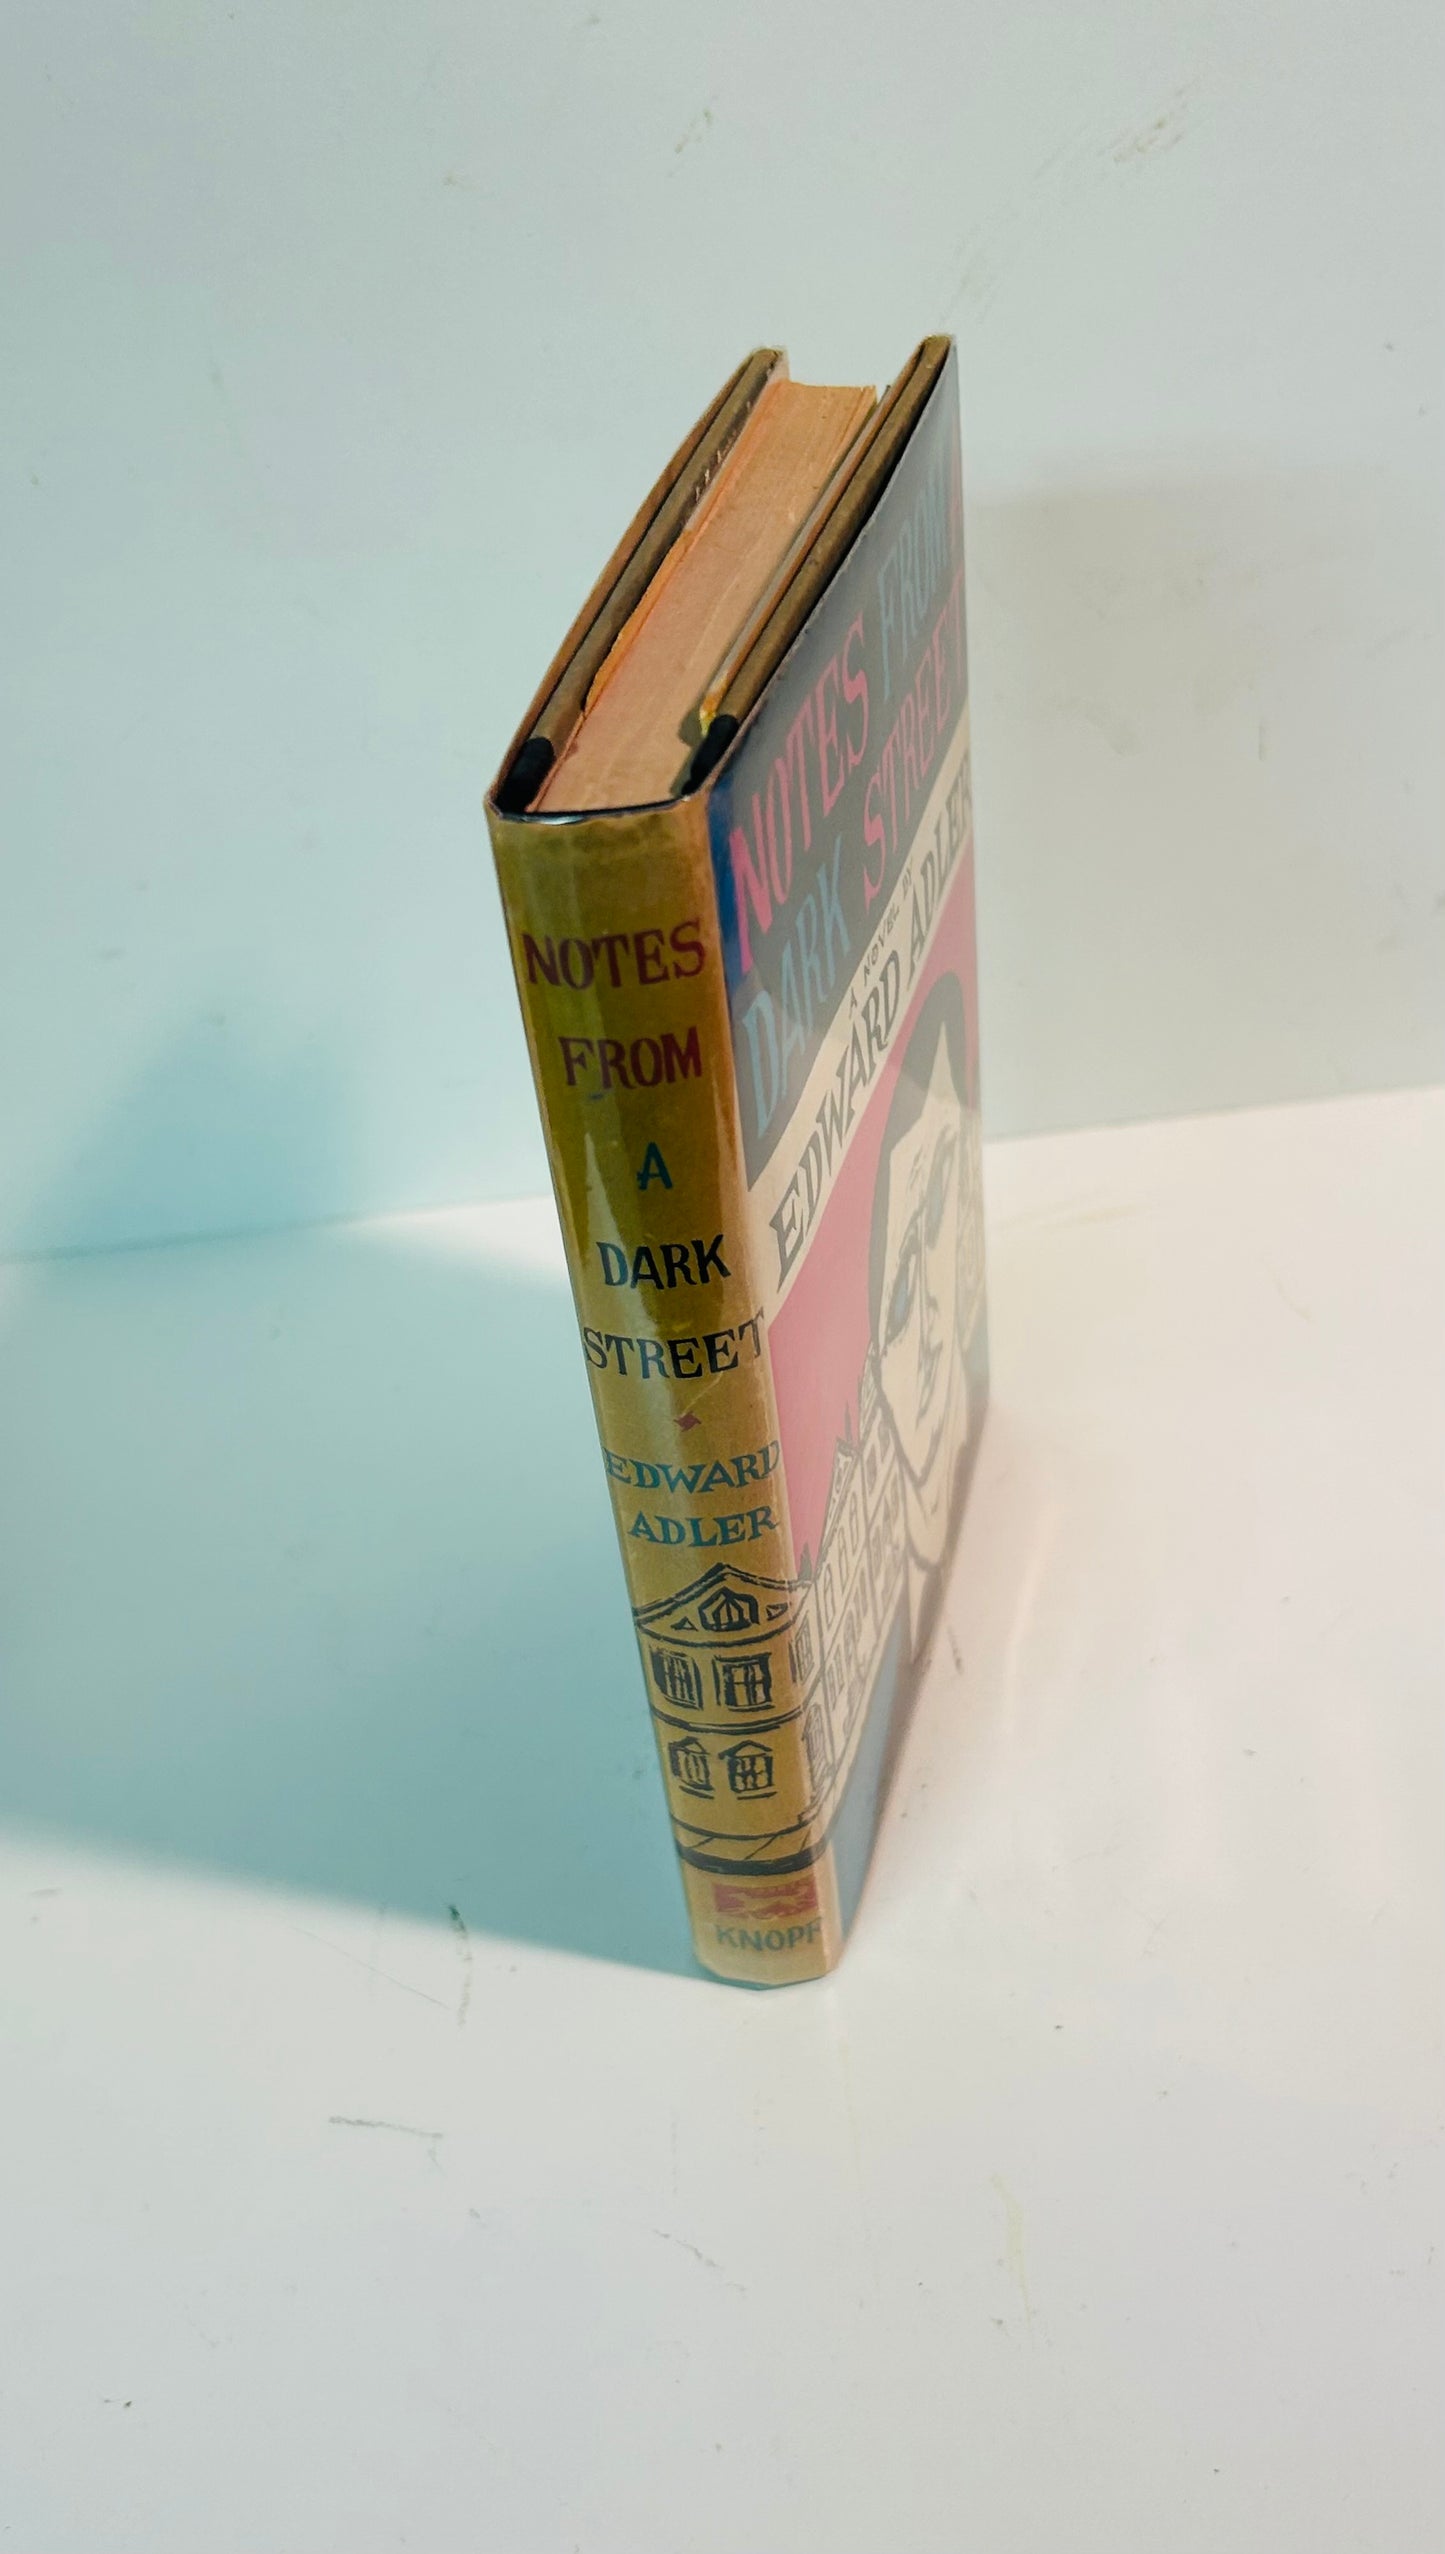 NOTES
FROM
A
DARK
STREET
EDWARD
ADLER
KNOPF
NOTES FROM A
DARK STREET
A NOVEL BY
EDWARD ADLER